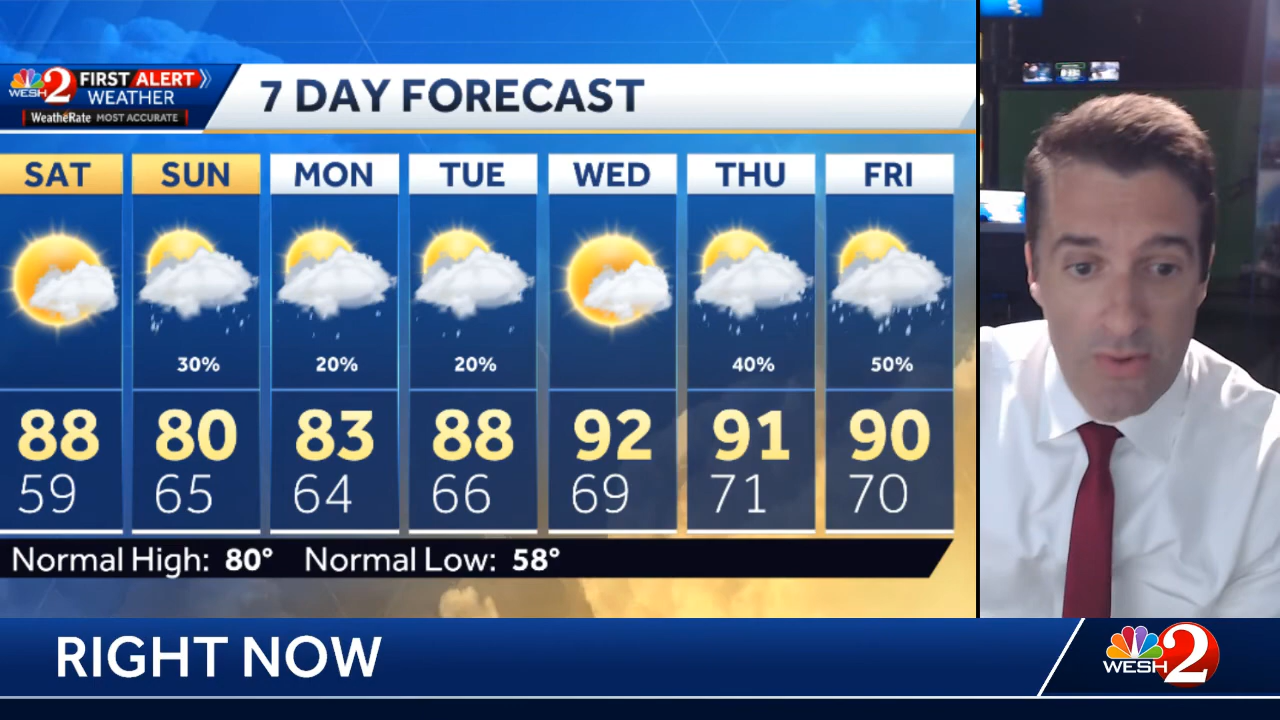 WESH 2 FIRST ALERT
WEATHER
WeatheRate MOST ACCURATE
7 DAY FORECAST
SAT SUN MON TUE WED THU FRI
30% 20% 20% 40% 50%
88 80 83 88 92 91 90
59 65 64 66 69 71 70
Normal High: 80° Normal Low: 58°
RIGHT NOW
WESH 2